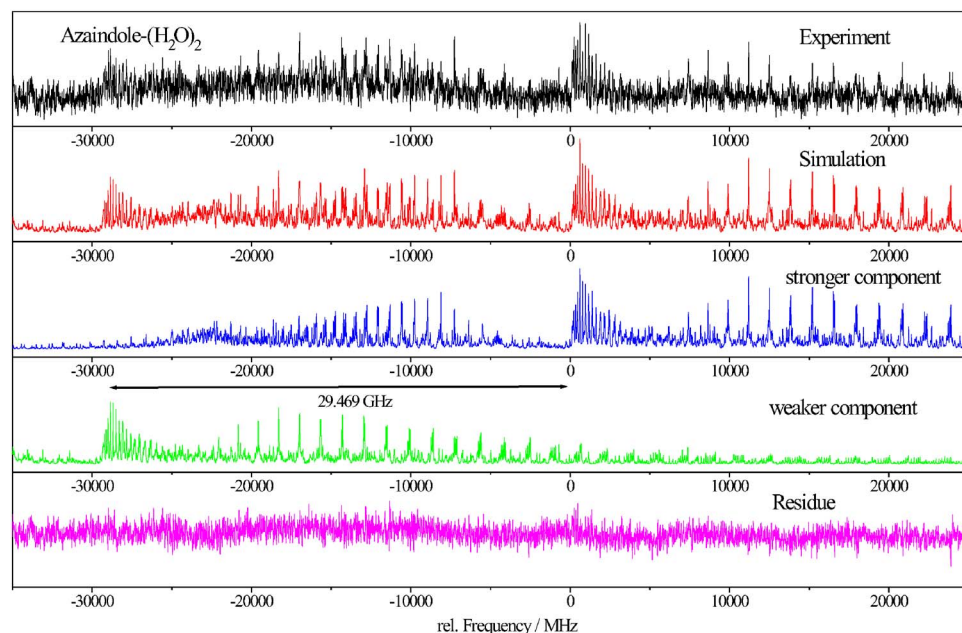 Azaindole-(H₂O)₂
Experiment
-30000 -20000 -10000 0 10000 20000
Simulation
-30000 -20000 -10000 0 10000 20000
stronger component
-30000 -20000 -10000 0 10000 20000
29.469 GHz
weaker component
-30000 -20000 -10000 0 10000 20000
Residue
-30000 -20000 -10000 0 10000 20000
rel. Frequency / MHz